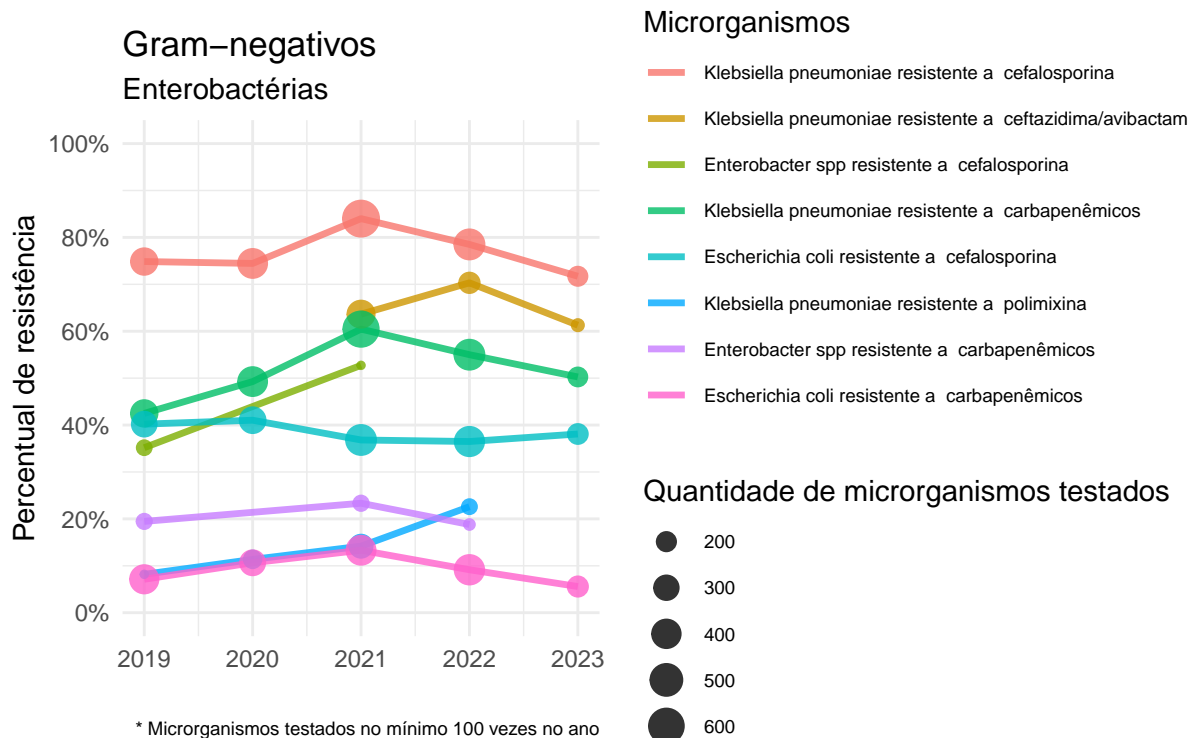 Gram−negativos
Enterobactérias
Percentual de resistência
100%
80%
60%
40%
20%
0%
2019 2020 2021 2022 2023
* Microrganismos testados no mínimo 100 vezes no ano
Microrganismos
Klebsiella pneumoniae resistente a  cefalosporina
Klebsiella pneumoniae resistente a  ceftazidima/avibactam
Enterobacter spp resistente a  cefalosporina
Klebsiella pneumoniae resistente a  carbapenêmicos
Escherichia coli resistente a  cefalosporina
Klebsiella pneumoniae resistente a  polimixina
Enterobacter spp resistente a  carbapenêmicos
Escherichia coli resistente a  carbapenêmicos
Quantidade de microrganismos testados
200
300
400
500
600